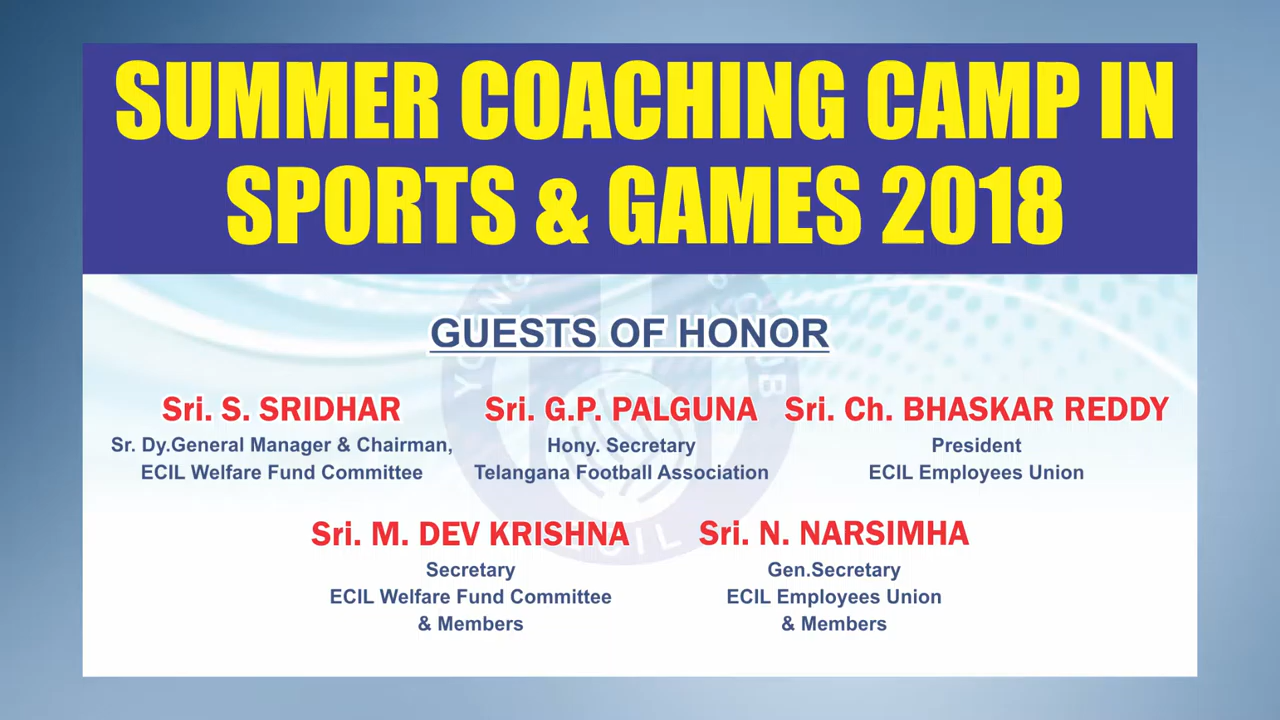 SUMMER COACHING CAMP IN
SPORTS & GAMES 2018
GUESTS OF HONOR
Sri. S. SRIDHAR
Sr. Dy.General Manager & Chairman,
ECIL Welfare Fund Committee
Sri. G.P. PALGUNA
Hony. Secretary
Telangana Football Association
Sri. Ch. BHASKAR REDDY
President
ECIL Employees Union
Sri. M. DEV KRISHNA
Secretary
ECIL Welfare Fund Committee
& Members
Sri. N. NARSIMHA
Gen.Secretary
ECIL Employees Union
& Members